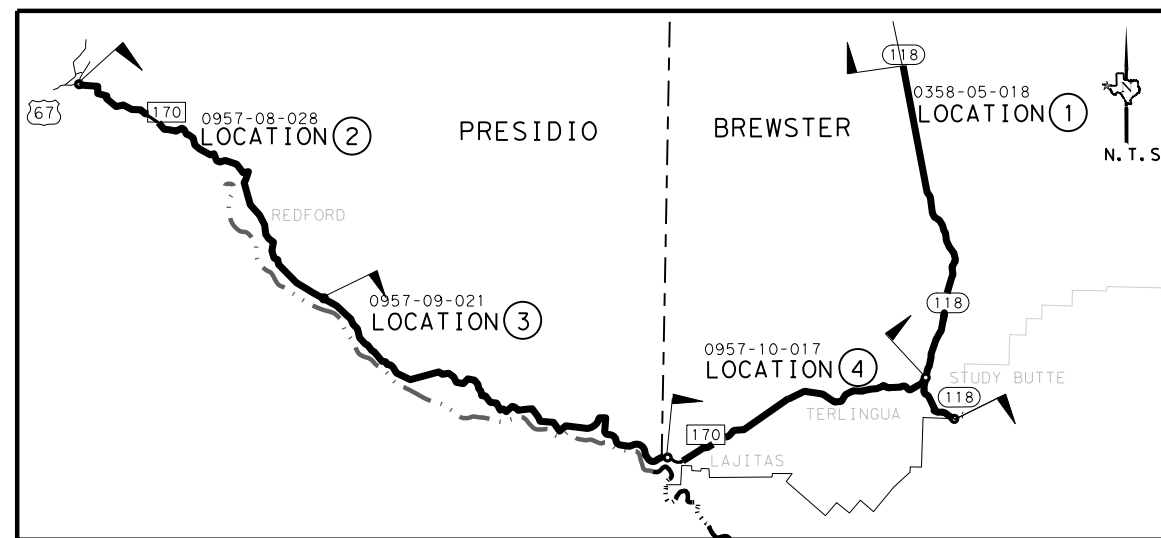 118
0358-05-018
LOCATION 1
N
N.T.S
67
170
0957-08-028
LOCATION 2
PRESIDIO
BREWSTER
REDFORD
0957-09-021
LOCATION 3
118
0957-10-017
LOCATION 4
STUDY BUTTE
118
TERLINGUA
170
LAJITAS